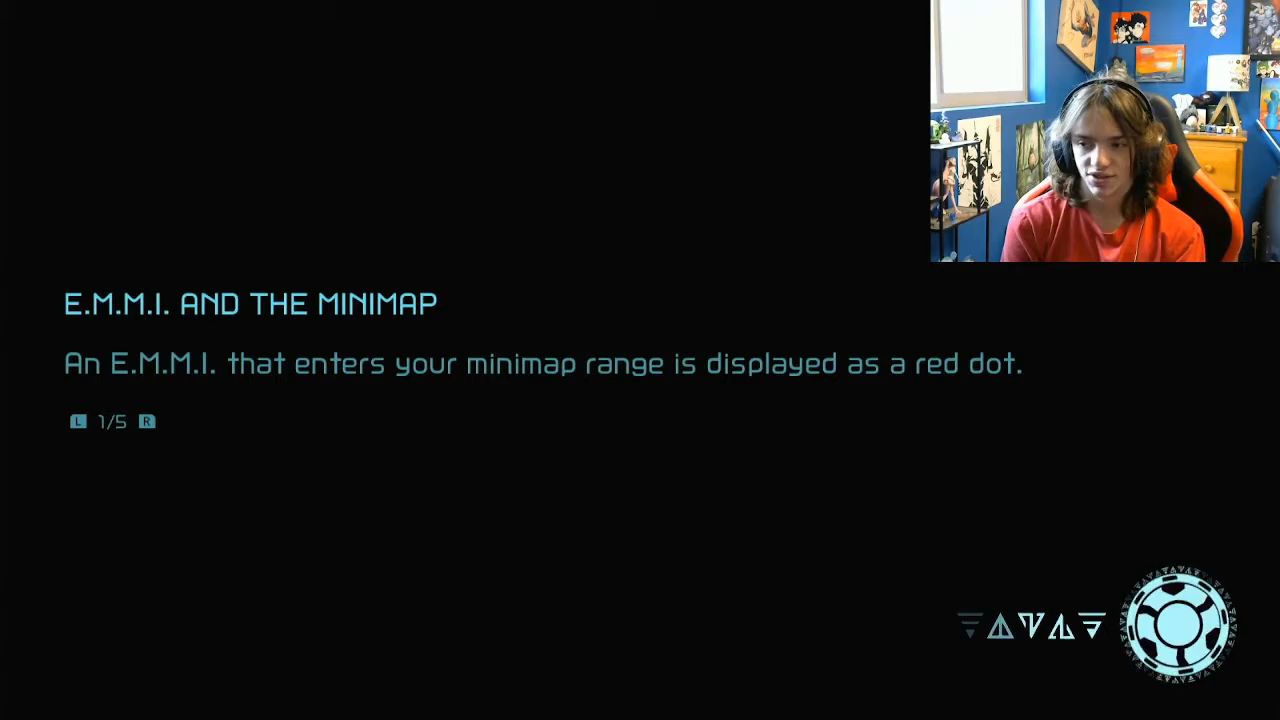 E.M.M.I. AND THE MINIMAP
An E.M.M.I. that enters your minimap range is displayed as a red dot.
L 1/5 R